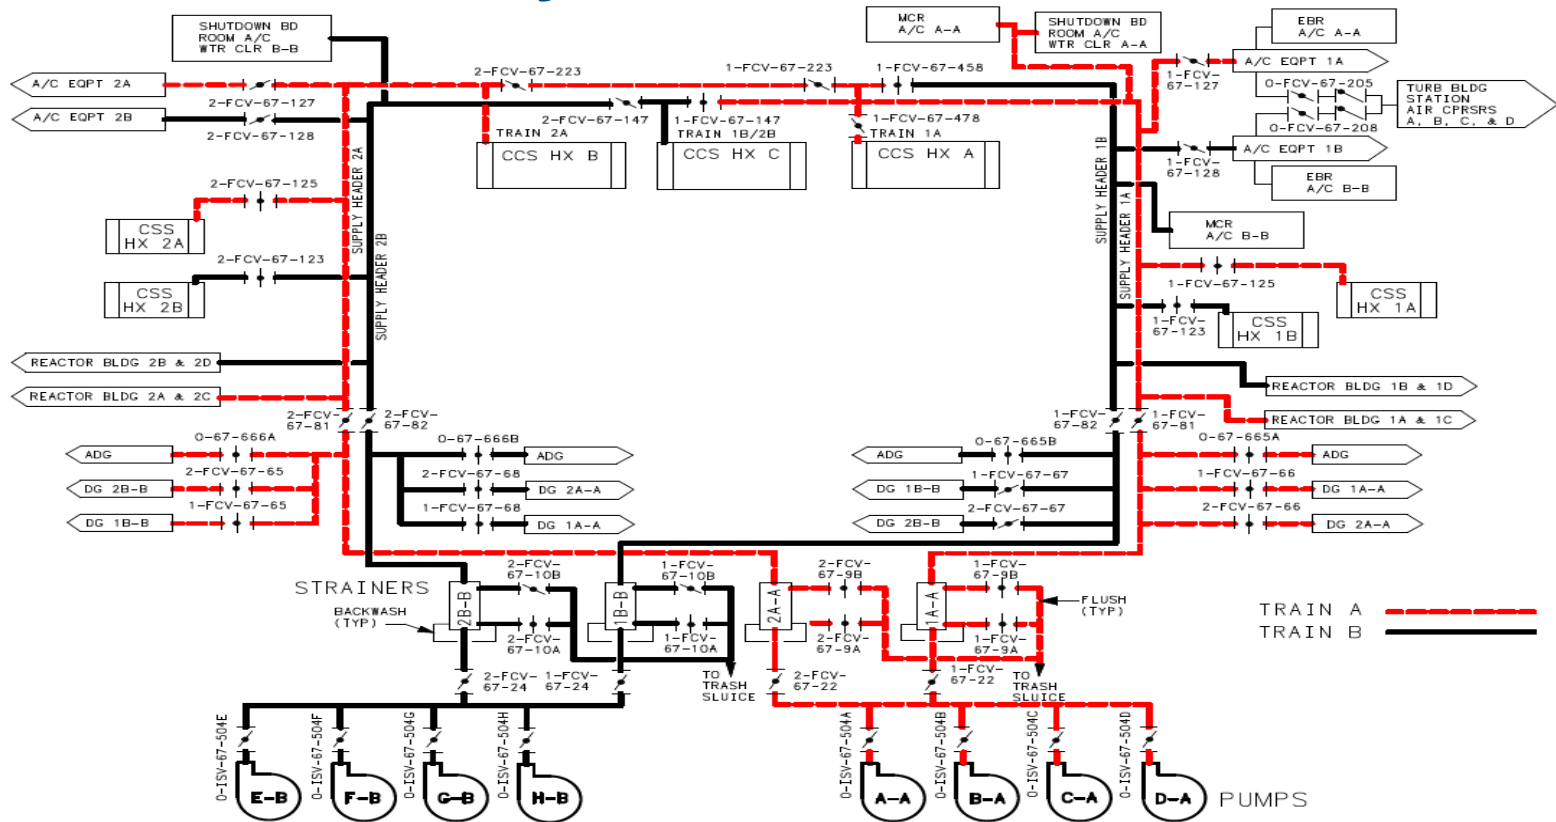 SHUTDOWN BD
ROOM A/C
WTR CLR B-B
MCR
A/C A-A
SHUTDOWN BD
ROOM A/C
WTR CLR A-A
EBR
A/C A-A
A/C EQPT 2A
2-FCV-67-127
2-FCV-67-223
1-FCV-67-223
1-FCV-67-458
1-FCV-
67-127
A/C EQPT 1A
0-FCV-67-205
TURB BLDG
STATION
AIR CPRSRS
A, B, C, & D
A/C EQPT 2B
2-FCV-67-128
2-FCV-67-147
1-FCV-67-147
1-FCV-67-478
0-FCV-67-208
TRAIN 2A
CCS HX B
TRAIN 1B/2B
CCS HX C
TRAIN 1A
CCS HX A
1-FCV-
67-128
A/C EQPT 1B
EBR
A/C B-B
SUPPLY HEADER 2A
SUPPLY HEADER 2B
SUPPLY HEADER 1B
SUPPLY HEADER 1A
2-FCV-67-125
CSS
HX 2A
MCR
A/C B-B
2-FCV-67-123
CSS
HX 2B
1-FCV-67-125
CSS
HX 1A
1-FCV-
67-123
CSS
HX 1B
REACTOR BLDG 2B & 2D
REACTOR BLDG 2A & 2C
REACTOR BLDG 1B & 1D
REACTOR BLDG 1A & 1C
2-FCV-
67-81
2-FCV-
67-82
1-FCV-
67-82
1-FCV-
67-81
0-67-666A
ADG
0-67-666B
ADG
ADG
0-67-665B
0-67-665A
ADG
2-FCV-67-65
DG 2B-B
2-FCV-67-68
DG 2A-A
DG 1B-B
1-FCV-67-67
1-FCV-67-66
DG 1A-A
1-FCV-67-65
DG 1B-B
1-FCV-67-68
DG 1A-A
DG 2B-B
2-FCV-67-67
2-FCV-67-66
DG 2A-A
STRAINERS
BACKWASH
(TYP)
2B-B
2-FCV-
67-10B
2-FCV-
67-10A
1B-B
1-FCV-
67-10B
1-FCV-
67-10A
2A-A
2-FCV-
67-9B
2-FCV-
67-9A
1A-A
1-FCV-
67-9B
1-FCV-
67-9A
FLUSH
(TYP)
TRAIN A
TRAIN B
2-FCV-
67-24
1-FCV-
67-24
TO
TRASH
SLUICE
2-FCV-
67-22
1-FCV-
67-22
TO
TRASH
SLUICE
0-ISV-67-504E
0-ISV-67-504F
0-ISV-67-504G
0-ISV-67-504H
0-ISV-67-504A
0-ISV-67-504B
0-ISV-67-504C
0-ISV-67-504D
E-B
F-B
G-B
H-B
A-A
B-A
C-A
D-A
PUMPS